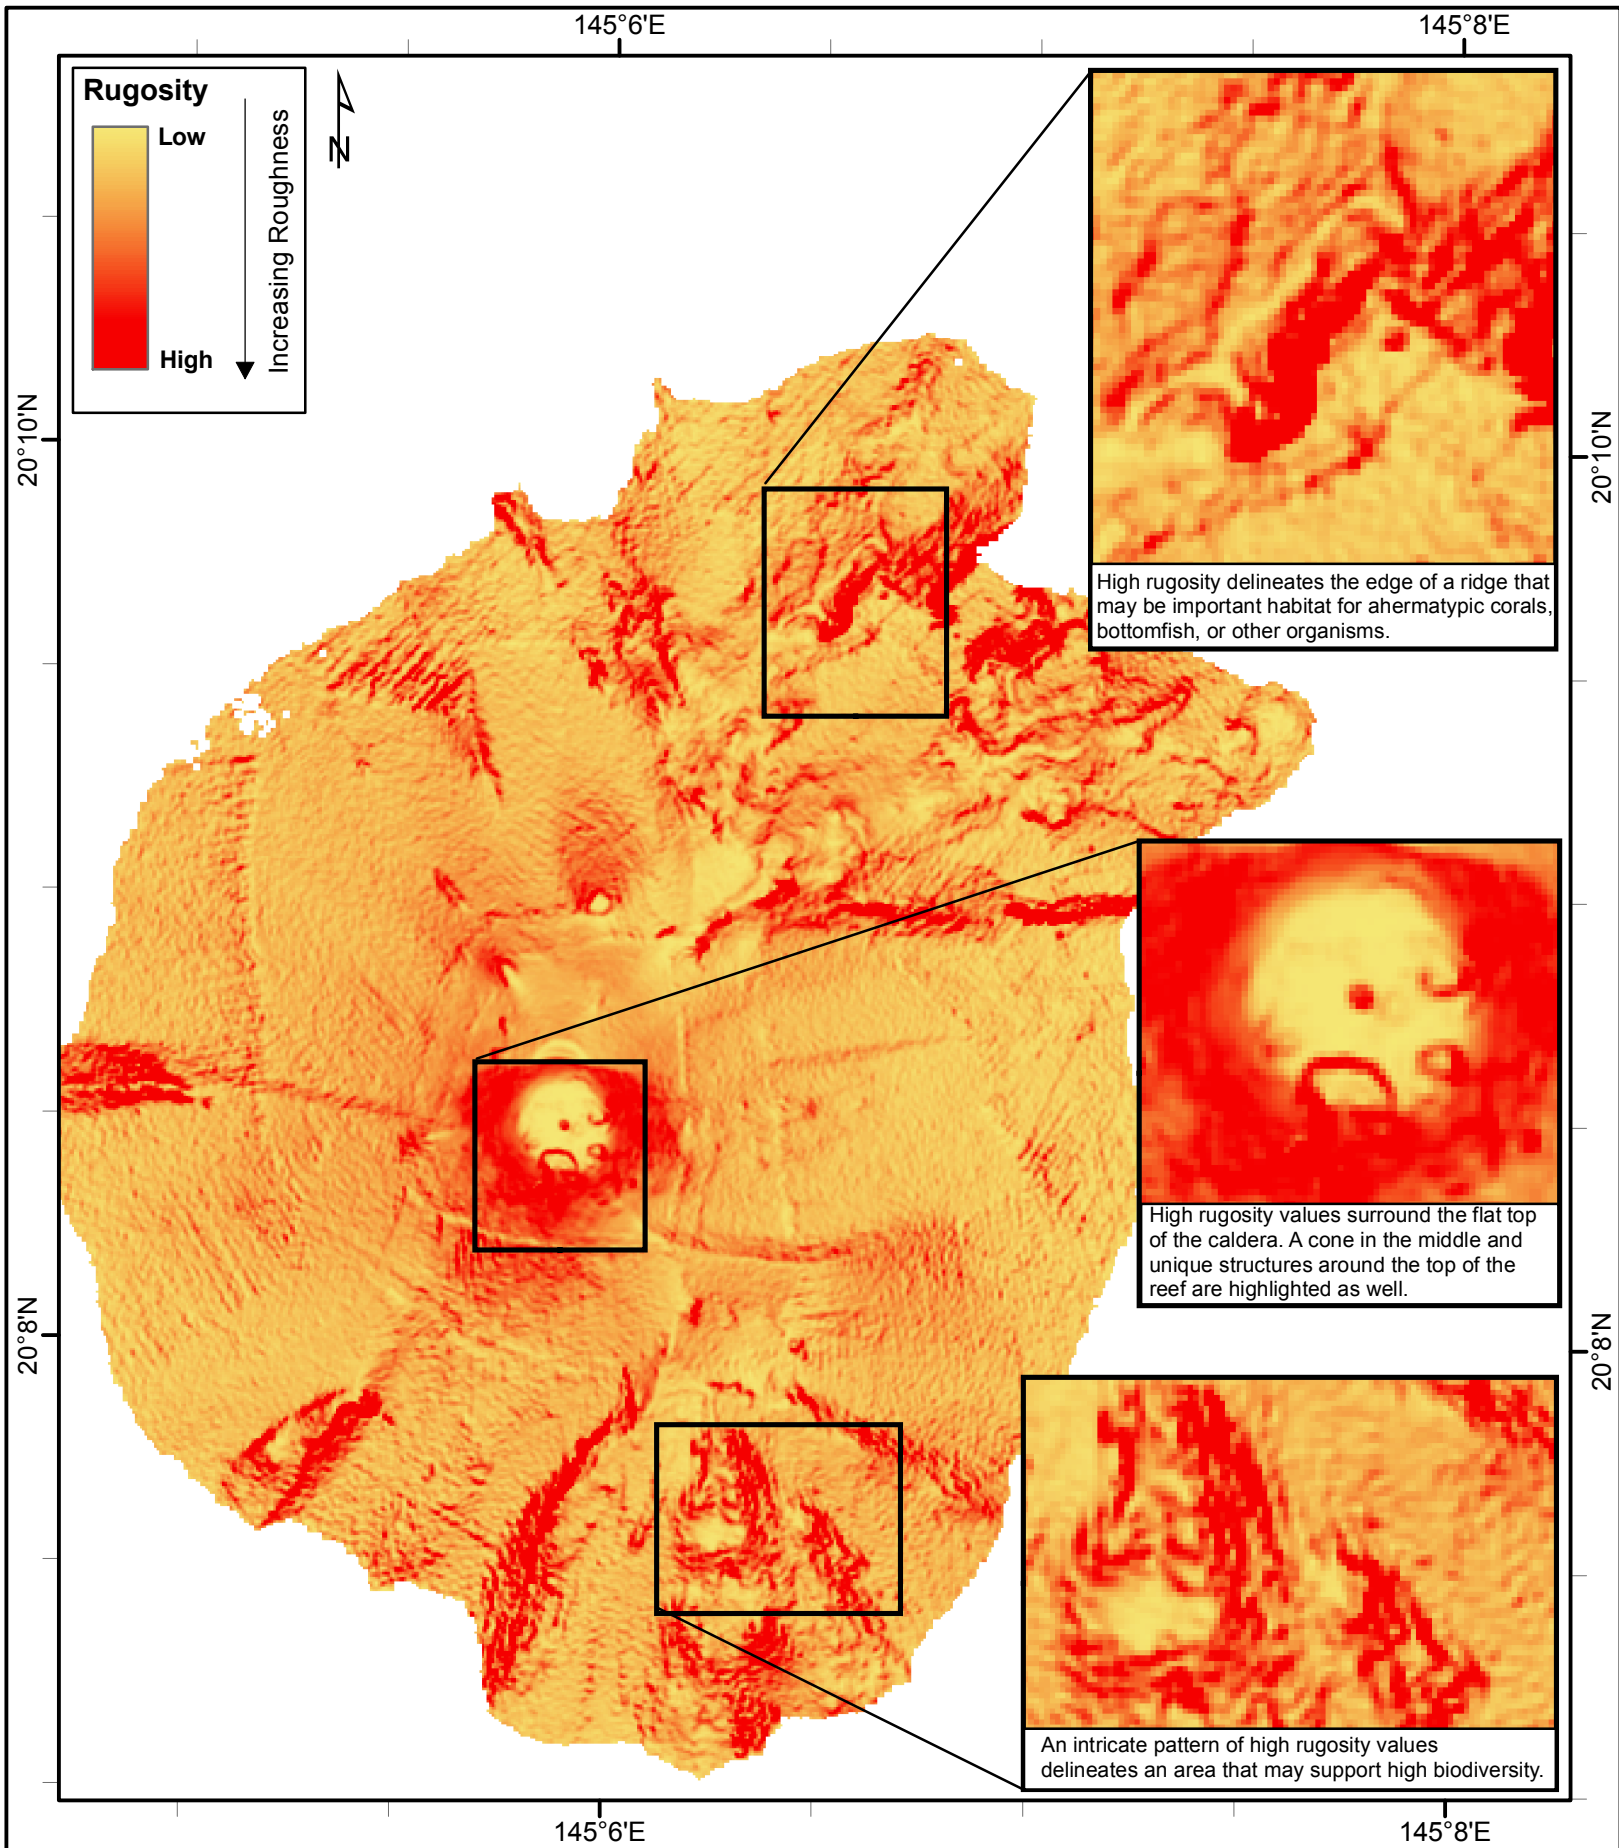 145°6'E
145°8'E
Rugosity
Low
High
Increasing Roughness
N
20°10'N
20°10'N
High rugosity delineates the edge of a ridge that
may be important habitat for ahermatypic corals,
bottomfish, or other organisms.
High rugosity values surround the flat top
of the caldera. A cone in the middle and
unique structures around the top of the
reef are highlighted as well.
20°8'N
20°8'N
An intricate pattern of high rugosity values
delineates an area that may support high biodiversity.
145°6'E
145°8'E